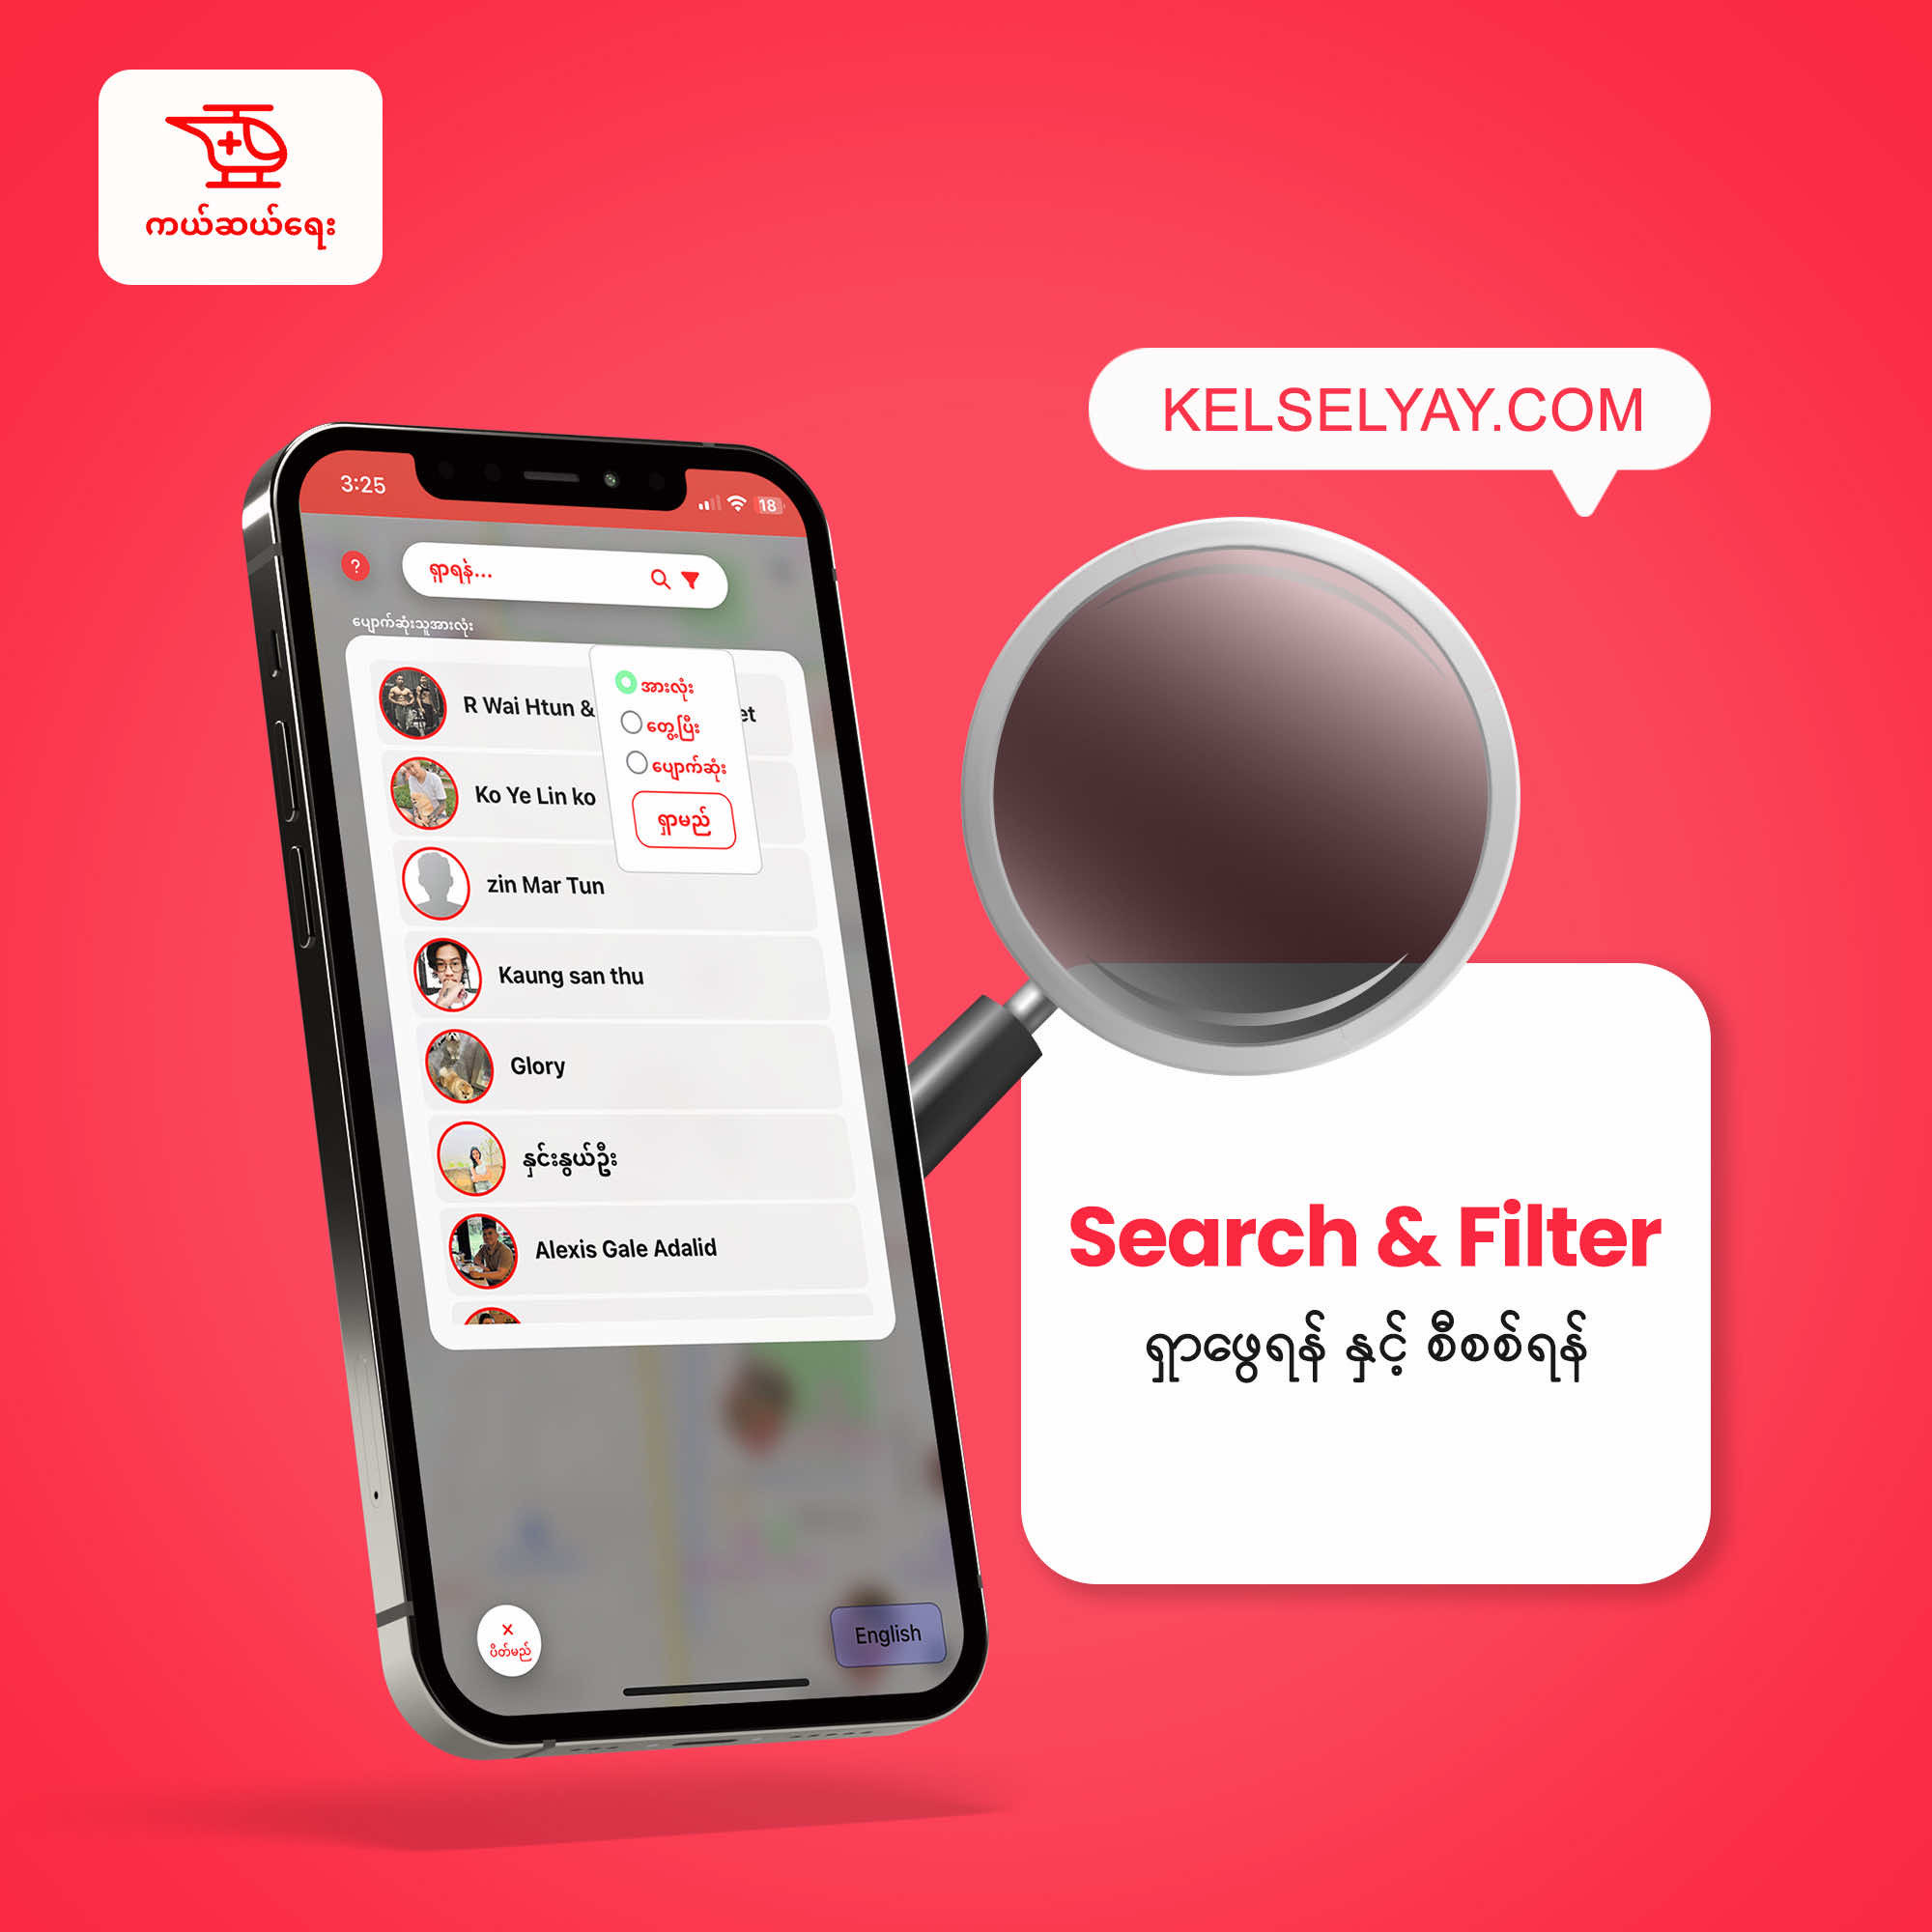 ကယ်ဆယ်ရေး
KELSELYAY.COM
3:25
18
?
ရှာရန်...
ပျောက်ဆုံးသူအားလုံး
R Wai Htun &
အားလုံး
တွေ့ပြီး
ပျောက်ဆုံး
ရှာမည်
Ko Ye Lin ko
zin Mar Tun
Kaung san thu
Glory
နှင်းနွယ်ဦး
Alexis Gale Adalid
×
ပိတ်မည်
English
Search & Filter
ရှာဖွေရန် နှင့် စီစစ်ရန်